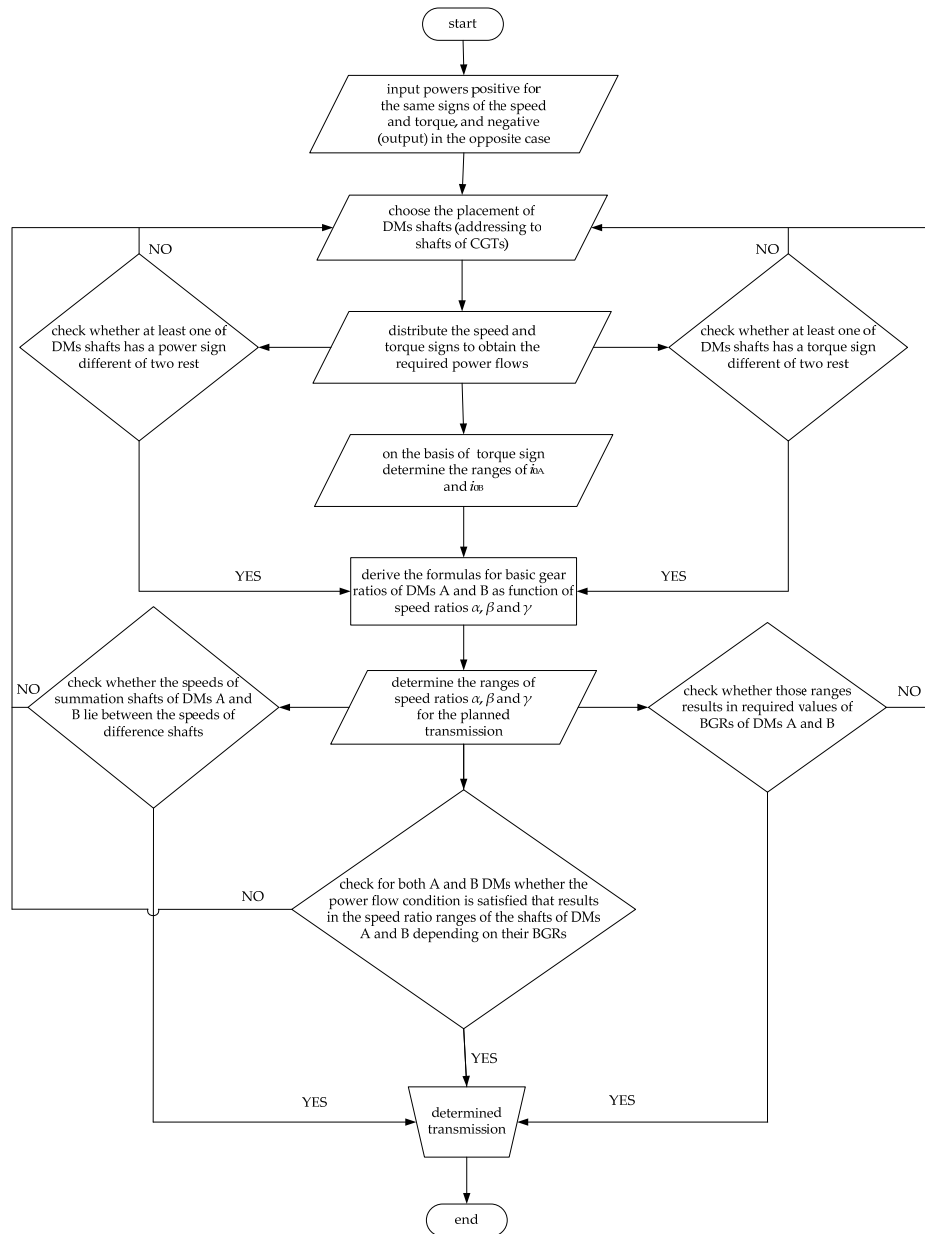 start
input powers positive for
the same signs of the speed
and torque, and negative
(output) in the opposite case
choose the placement of
DMs shafts (addressing to
shafts of CGTs)
NO
NO
check whether at least one of
DMs shafts has a power sign
different of two rest
distribute the speed and
torque signs to obtain the
required power flows
check whether at least one of
DMs shafts has a torque sign
different of two rest
on the basis of torque sign
determine the ranges of i0A
and i0B
YES
YES
derive the formulas for basic gear
ratios of DMs A and B as function of
speed ratios α, β and γ
NO
check whether the speeds of
summation shafts of DMs A and
B lie between the speeds of
difference shafts
determine the ranges of
speed ratios α, β and γ
for the planned
transmission
check whether those ranges
results in required values of
BGRs of DMs A and B
NO
NO
check for both A and B DMs whether the
power flow condition is satisfied that results
in the speed ratio ranges of the shafts of DMs
A and B depending on their BGRs
YES
YES
YES
determined
transmission
end